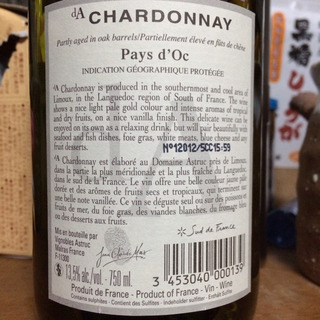 dA CHARDONNAY
Partly aged in oak barrels/Partiellement élevé en fûts de chêne
Pays d'Oc
INDICATION GÉOGRAPHIQUE PROTÉGÉE
dA Chardonnay is produced in the southernmost and cool area of
Limoux, in the Languedoc region of South of France. The wine
shows a nice light pale gold colour and intense aromas of tropical
and dry fruits, on a nice vanilla finish. This delicate wine can be
enjoyed on its own as a relaxing drink, but will pair beautifully with
seafood and fish dishes, foie gras, white meats, blue cheese and any
fruit desserts.
N°12012/SCC15-59
dA Chardonnay est élaboré au Domaine Astruc près de Limoux,
dans la partie la plus méridionale et la plus fraîche du Languedoc
dans le sud de la France. Le vin offre une belle couleur jaune pâle
dorée et des arômes de fruits secs et tropicaux, qui terminent sur
une note vanillée. Ce vin se déguste seul ou sur des poissons et
fruits de mer, du foie gras, des viandes blanches, du fromage bleu
ou des desserts aux fruits.
Mis en bouteille par
Vignobles Astruc
Malras France
F-11300
Sud de France
13.5% alc./vol. - 750 ml.
3 453040 000139
Produit de France - Product of France - Vin - Wine
Contains sulphites - Contient des Sulfites - Indeholder sulfitter - Enthält Sulfite